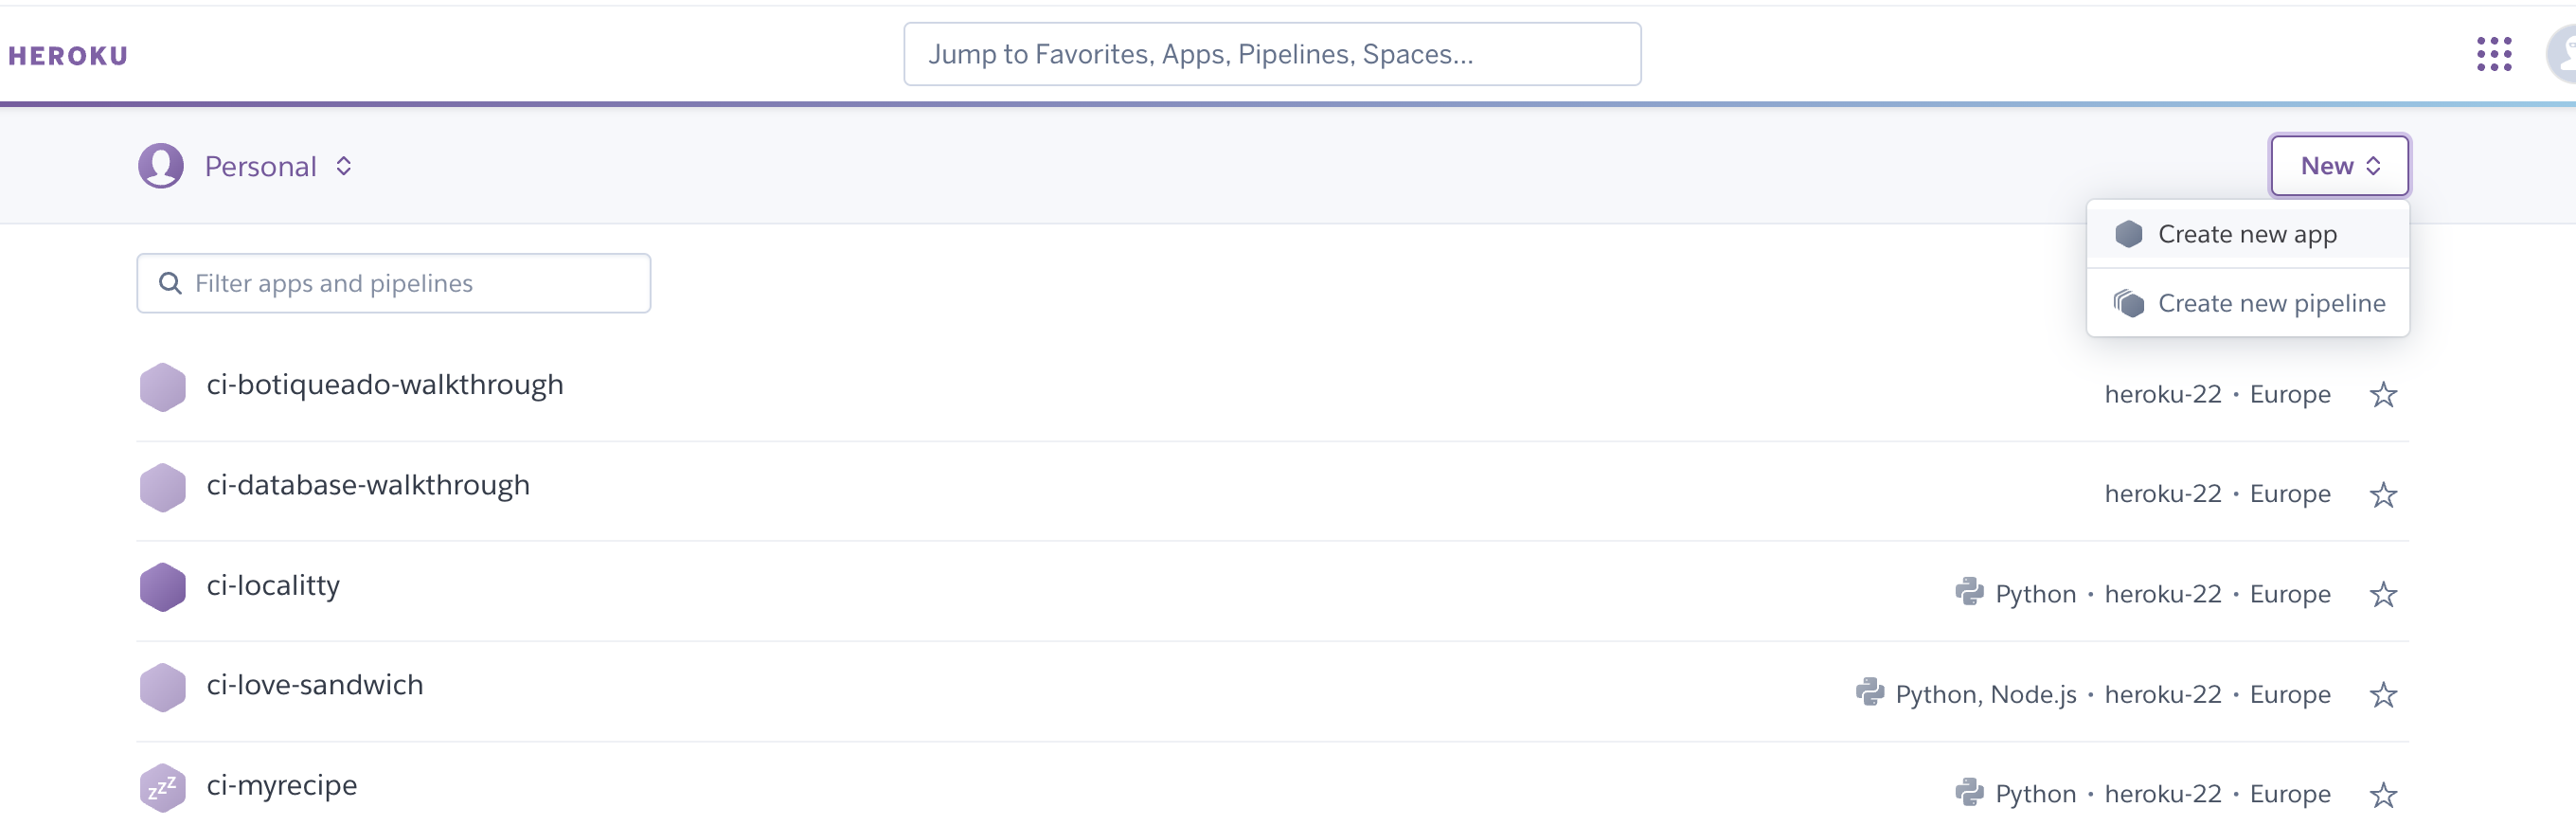 HEROKU
Jump to Favorites, Apps, Pipelines, Spaces...
Personal
New
Create new app
Create new pipeline
Filter apps and pipelines
ci-botiqueado-walkthrough
heroku-22 • Europe
ci-database-walkthrough
heroku-22 • Europe
ci-localitty
Python • heroku-22 • Europe
ci-love-sandwich
Python, Node.js • heroku-22 • Europe
zzZ
ci-myrecipe
Python • heroku-22 • Europe